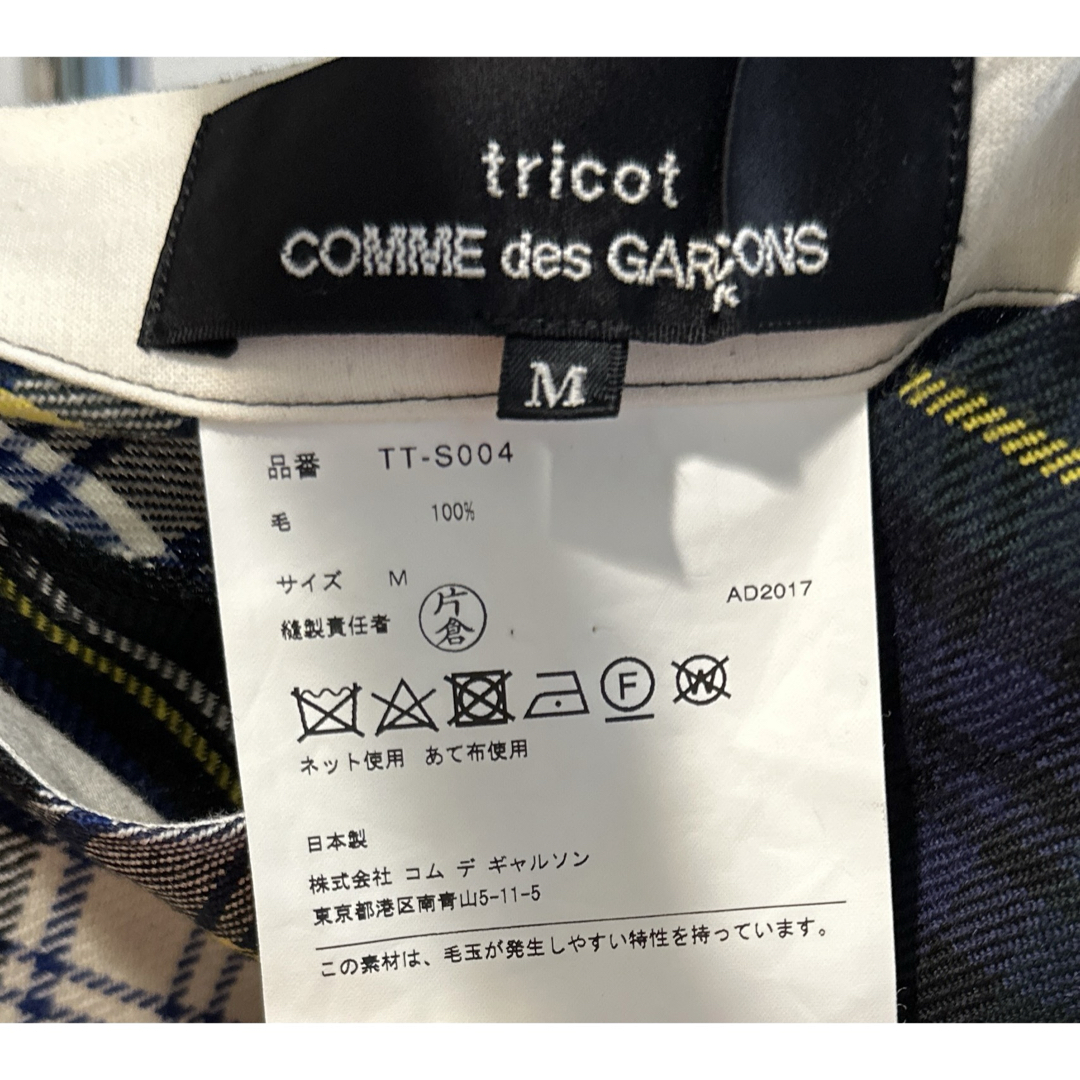 tricot
COMME des GARÇONS
M
品番 TT-S004
毛 100%
サイズ M
AD2017
縫製責任者 片倉
F W
ネット使用 あて布使用
日本製
株式会社 コム デ ギャルソン
東京都港区南青山5-11-5
この素材は、毛玉が発生しやすい特性を持っています。